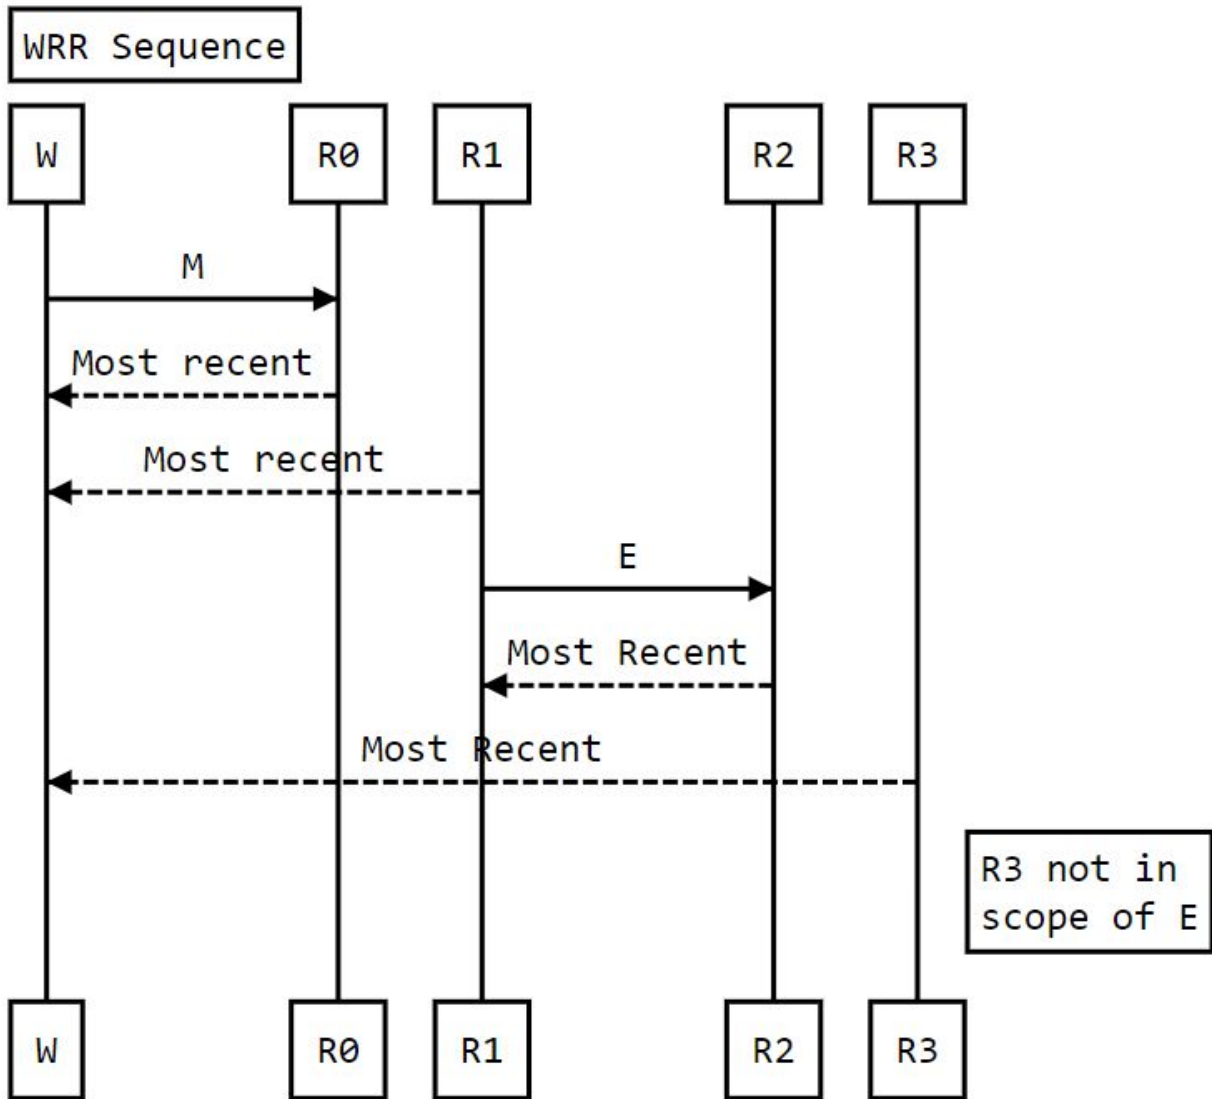 WRR Sequence
W
R0
R1
R2
R3
M
Most recent
Most recent
E
Most Recent
Most Recent
R3 not in
scope of E
W
R0
R1
R2
R3